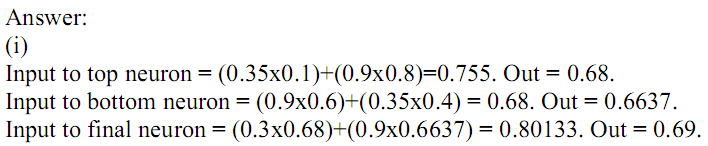 Answer:
(i)
Input to top neuron = (0.35x0.1)+(0.9x0.8)=0.755. Out = 0.68.
Input to bottom neuron = (0.9x0.6)+(0.35x0.4) = 0.68. Out = 0.6637.
Input to final neuron = (0.3x0.68)+(0.9x0.6637) = 0.80133. Out = 0.69.